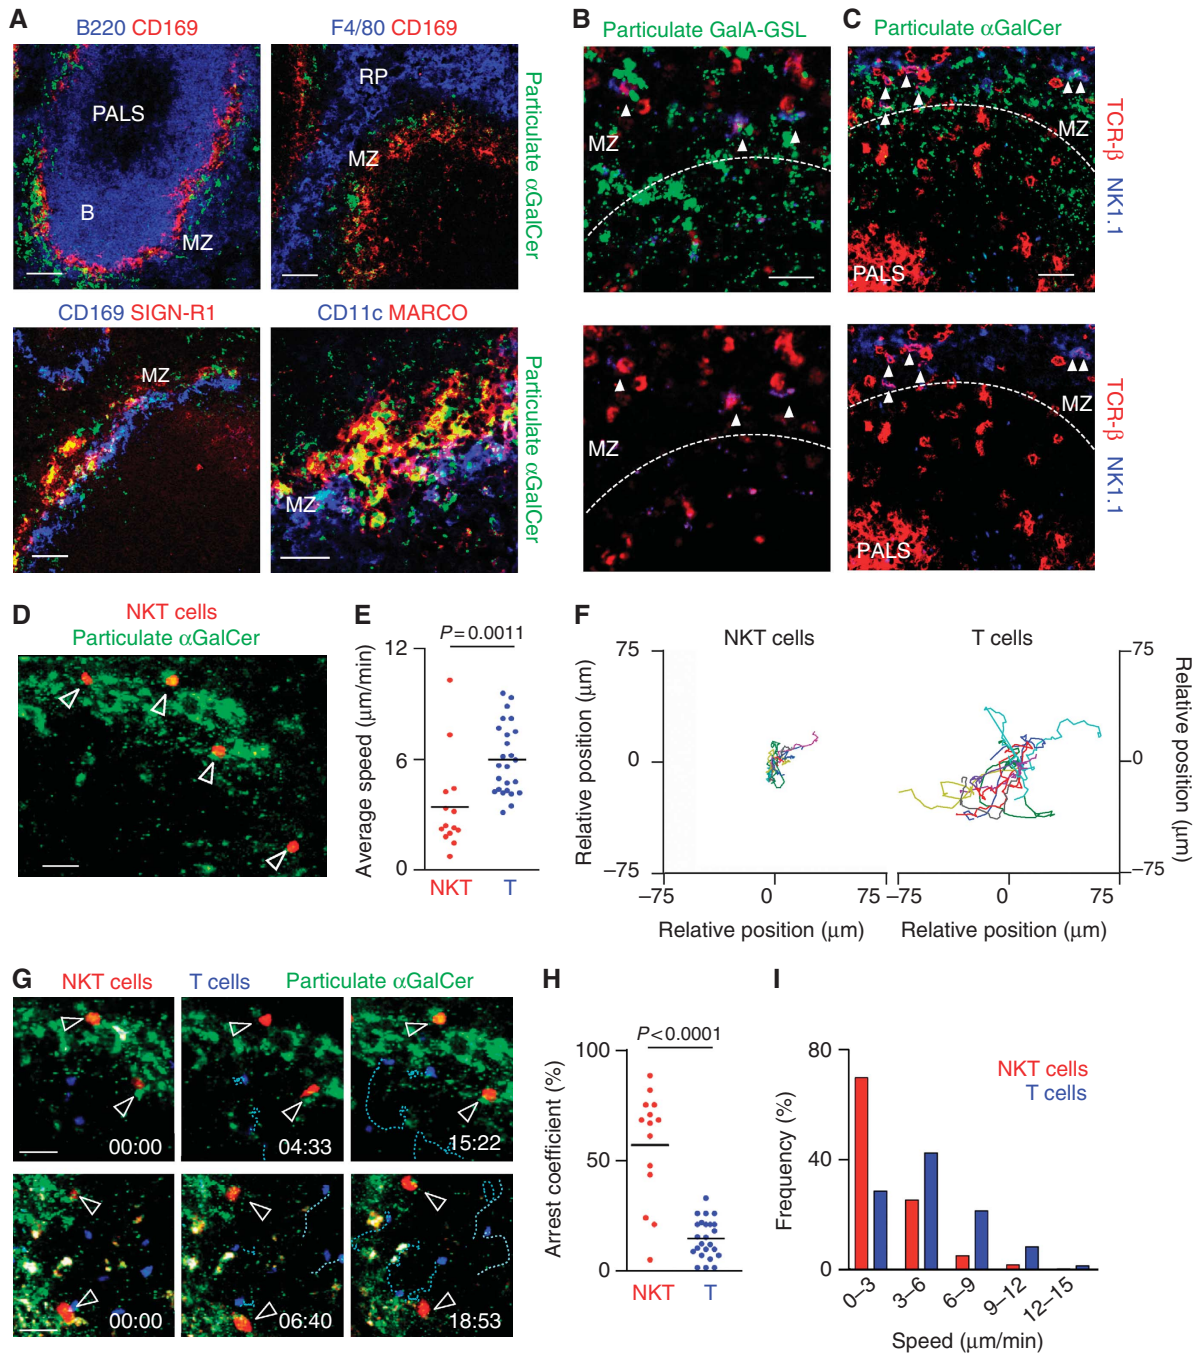 A
B220 CD169
F4/80 CD169
PALS
B
MZ
RP
MZ
Particulate αGalCer
CD169 SIGN-R1
CD11c MARCO
MZ
MZ
Particulate αGalCer
B
Particulate GalA-GSL
MZ
MZ
C
Particulate αGalCer
MZ
PALS
TCR-β NK1.1
MZ
PALS
TCR-β NK1.1
D
NKT cells
Particulate αGalCer
E
P=0.0011
12
6
0
Average speed (μm/min)
NKT
T
F
NKT cells
T cells
75
0
–75
Relative position (μm)
–75
0
75
Relative position (μm)
–75
0
75
Relative position (μm)
75
0
–75
Relative position (μm)
G
NKT cells
T cells
Particulate αGalCer
00:00
04:33
15:22
00:00
06:40
18:53
H
P<0.0001
100
50
0
Arrest coefficient (%)
NKT
T
I
80
40
0
Frequency (%)
NKT cells
T cells
0–3
3–6
6–9
9–12
12–15
Speed (μm/min)